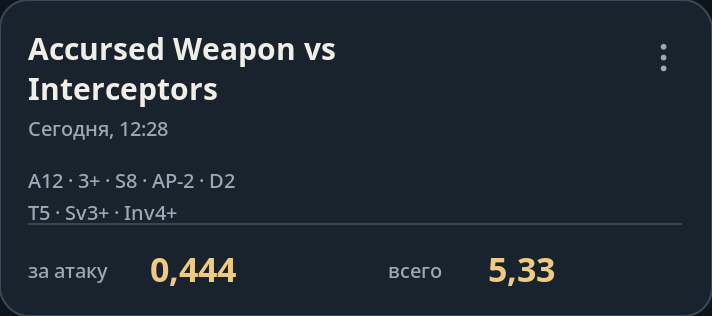 Accursed Weapon vs
Interceptors
Сегодня, 12:28
A12 · 3+ · S8 · AP-2 · D2
T5 · Sv3+ · Inv4+
за атаку 0,444 всего 5,33